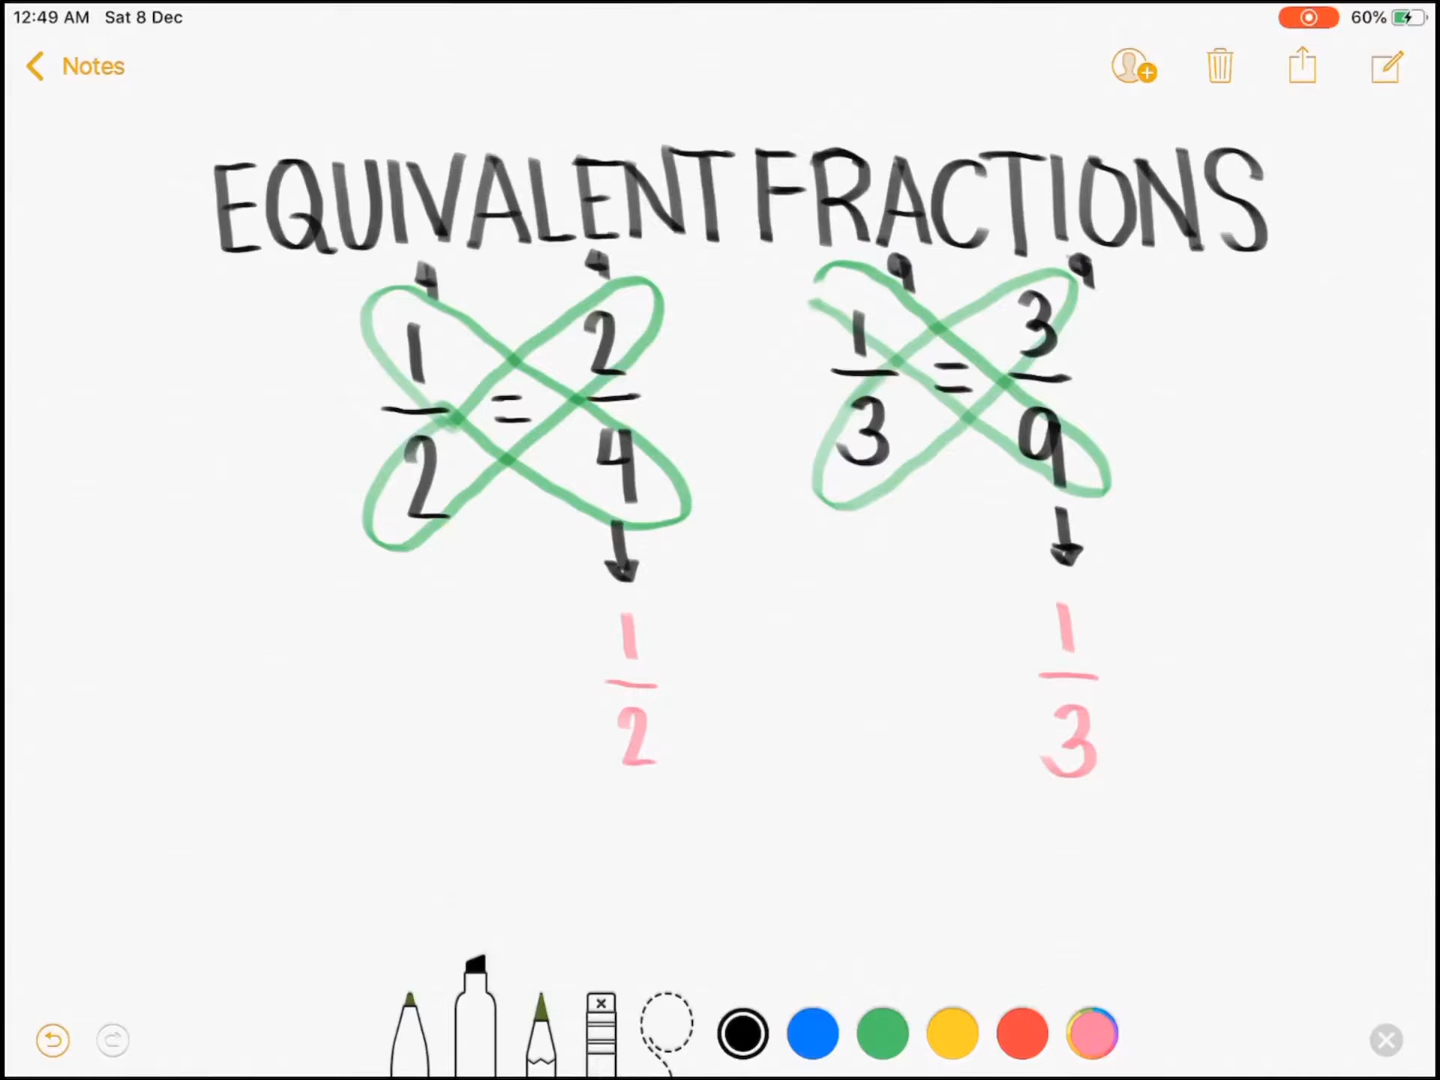 12:49 AM Sat 8 Dec
60%
Notes
EQUIVALENT FRACTIONS
4 4 9 9
1 2 1 3
= =
2 4 3 9
1 1
2 3